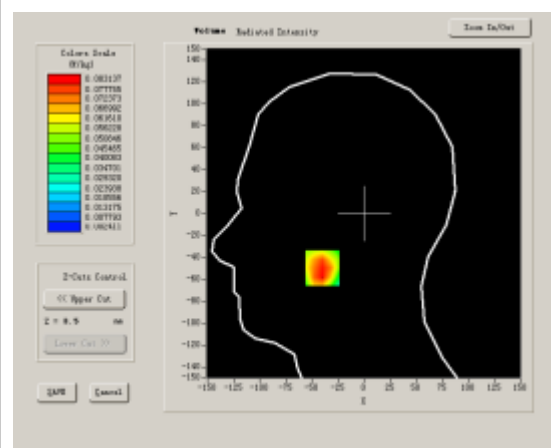 Volume Radiated Intensity
Zoom In/Out
Colors Scale
(W/kg)
0.083137
0.077755
0.072373
0.066992
0.061610
0.056228
0.050846
0.045465
0.040083
0.034701
0.029320
0.023938
0.018556
0.013175
0.007793
0.002411
Z-Cuts Control
<< Upper Cut
Z = 0.5 mm
Lower Cut >>
SAVE Cancel
150
140
120
100
80
60
40
20
0
-20
-40
-60
-80
-100
-120
-140
-150
Y
-150 -125 -100 -75 -50 -25 0 25 50 75 100 125 150
X